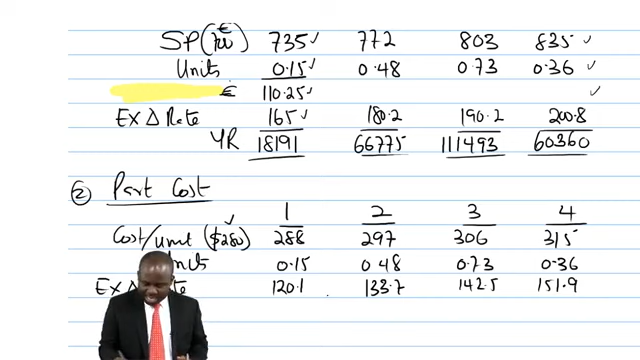 SP (700 €) 735 ✓ 772 803 835 ✓
Units 0.15 ✓ 0.48 0.73 0.36 ✓
€ 110.25 ✓ ✓
Ex Δ Rate 165 ✓ 180.2 190.2 200.8
YR 18191 66775 111493 60360
② Part Cost
1 2 3 4
Cost/unit ($280) ✓ 288 297 306 315
0.15 0.48 0.73 0.36
Ex Δ Rate 120.1 133.7 142.5 151.9